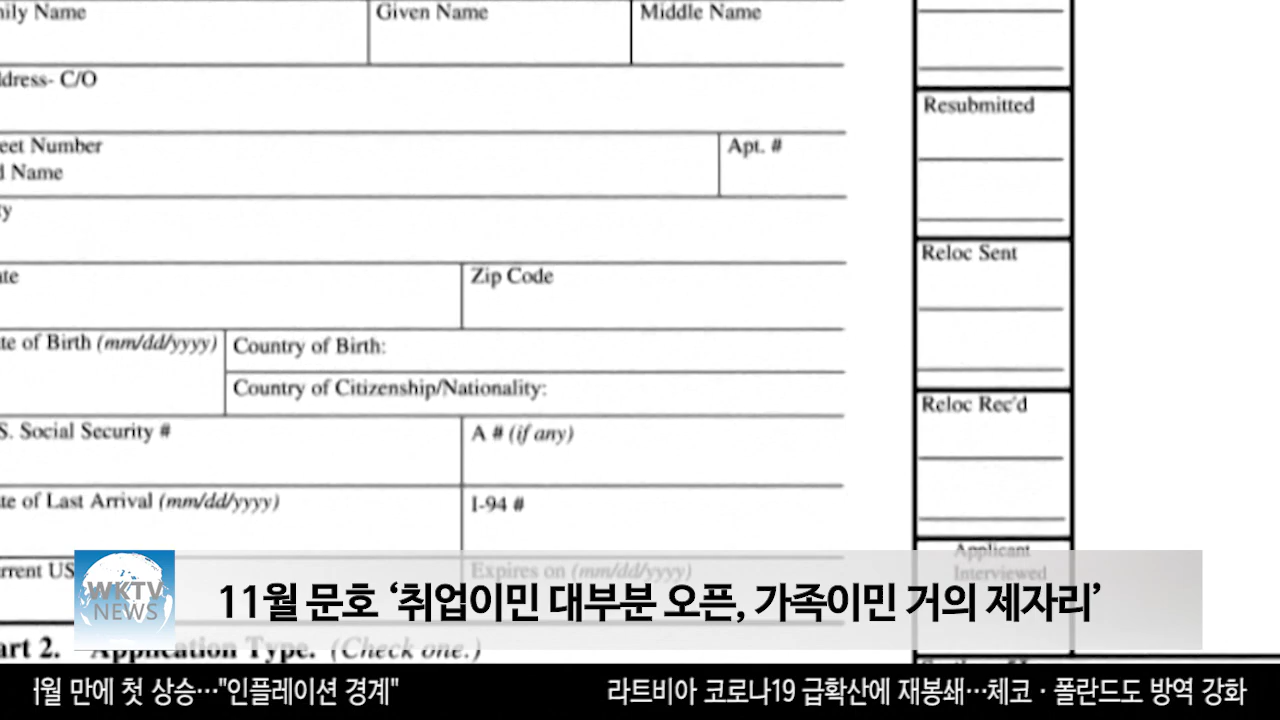 ily Name Given Name Middle Name
ddress- C/O
Resubmitted
eet Number Apt. #
d Name
ty
Reloc Sent
ate Zip Code
te of Birth (mm/dd/yyyy) Country of Birth:
Country of Citizenship/Nationality:
Reloc Rec'd
S. Social Security # A # (if any)
te of Last Arrival (mm/dd/yyyy) I-94 #
Applicant
Interviewed
rrent US Expires on (mm/dd/yyyy)
WKTV
NEWS
11월 문호 ‘취업이민 대부분 오픈, 가족이민 거의 제자리’
art 2. Application Type. (Check one.)
월 만에 첫 상승…"인플레이션 경계" 라트비아 코로나19 급확산에 재봉쇄…체코·폴란드도 방역 강화